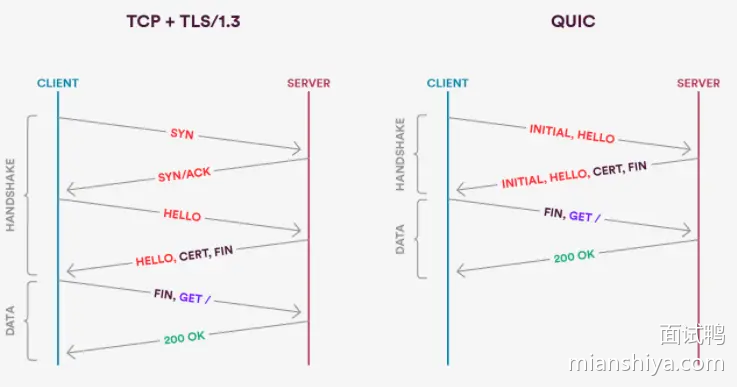 TCP + TLS/1.3
CLIENT
SERVER
HANDSHAKE
SYN
SYN/ACK
HELLO
HELLO, CERT, FIN
DATA
FIN, GET /
200 OK
QUIC
CLIENT
SERVER
HANDSHAKE
INITIAL, HELLO
INITIAL, HELLO, CERT, FIN
DATA
FIN, GET /
200 OK
面试鸭
mianshiya.com